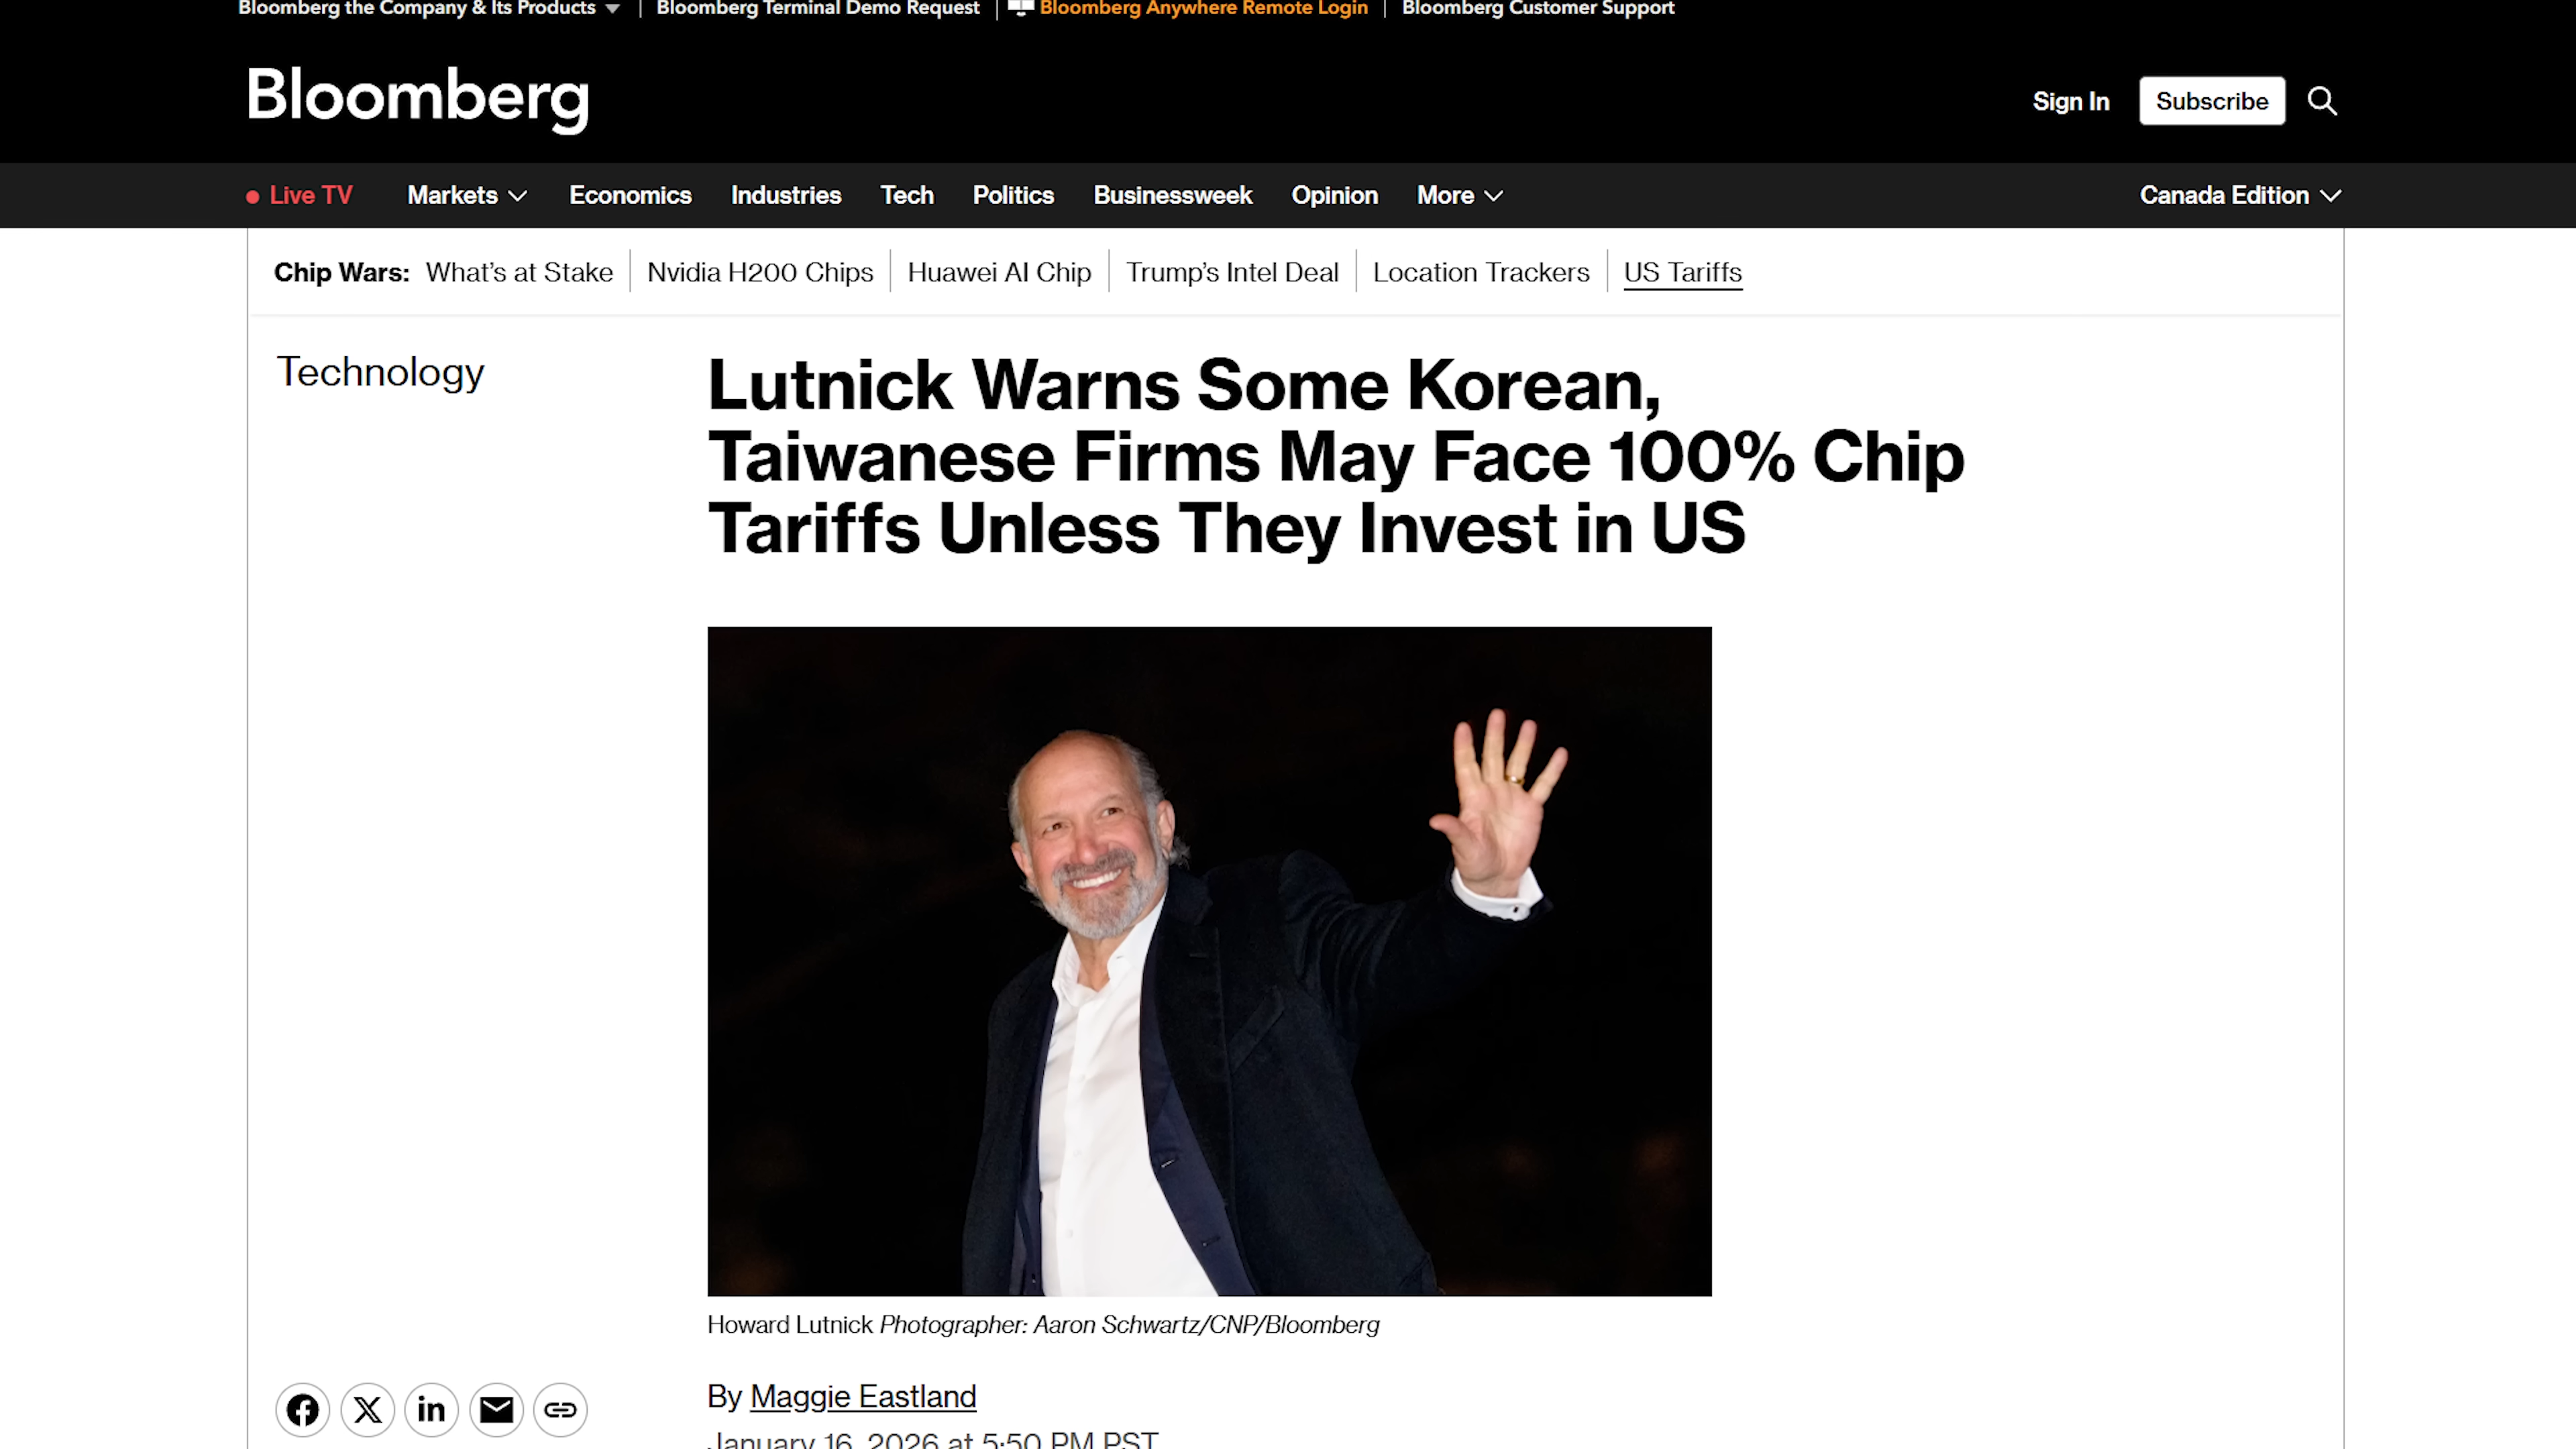 Bloomberg the Company & Its Products
Bloomberg Terminal Demo Request
Bloomberg Anywhere Remote Login
Bloomberg Customer Support
Bloomberg
Sign In
Subscribe
Live TV
Markets
Economics
Industries
Tech
Politics
Businessweek
Opinion
More
Canada Edition
Chip Wars:
What's at Stake
Nvidia H200 Chips
Huawei AI Chip
Trump's Intel Deal
Location Trackers
US Tariffs
Technology
Lutnick Warns Some Korean,
Taiwanese Firms May Face 100% Chip
Tariffs Unless They Invest in US
Howard Lutnick Photographer: Aaron Schwartz/CNP/Bloomberg
By Maggie Eastland
January 16, 2026 at 5:50 PM PST